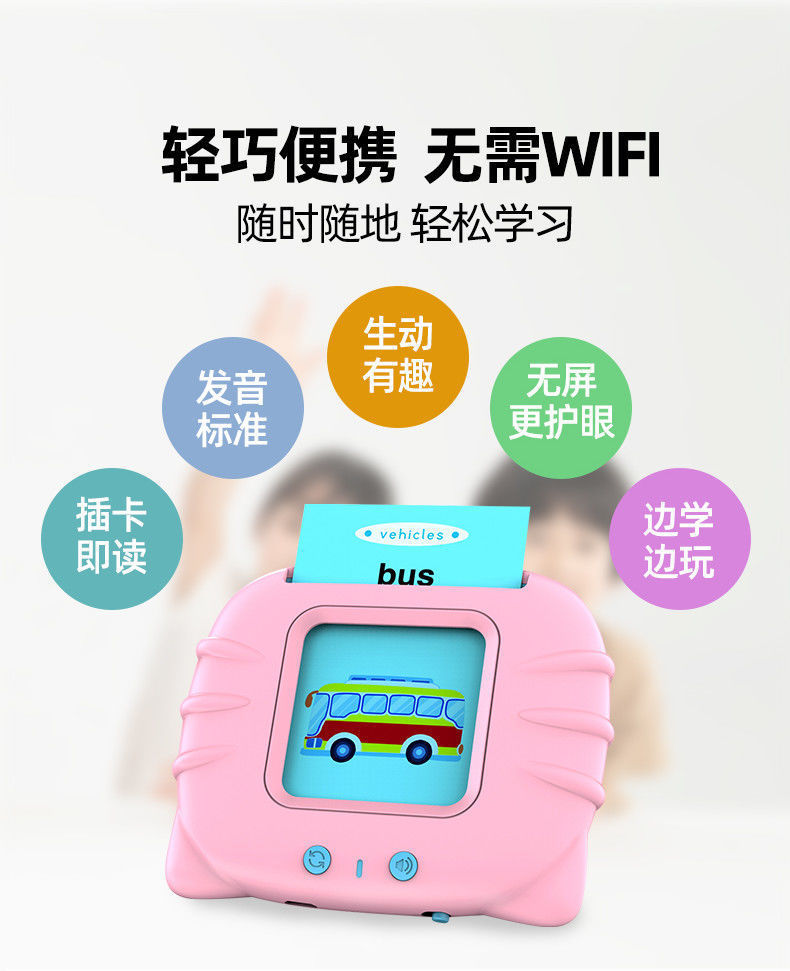 轻巧便携 无需WIFI
随时随地 轻松学习
生动
有趣
发音
标准
无屏
更护眼
插卡
即读
边学
边玩
vehicles
bus